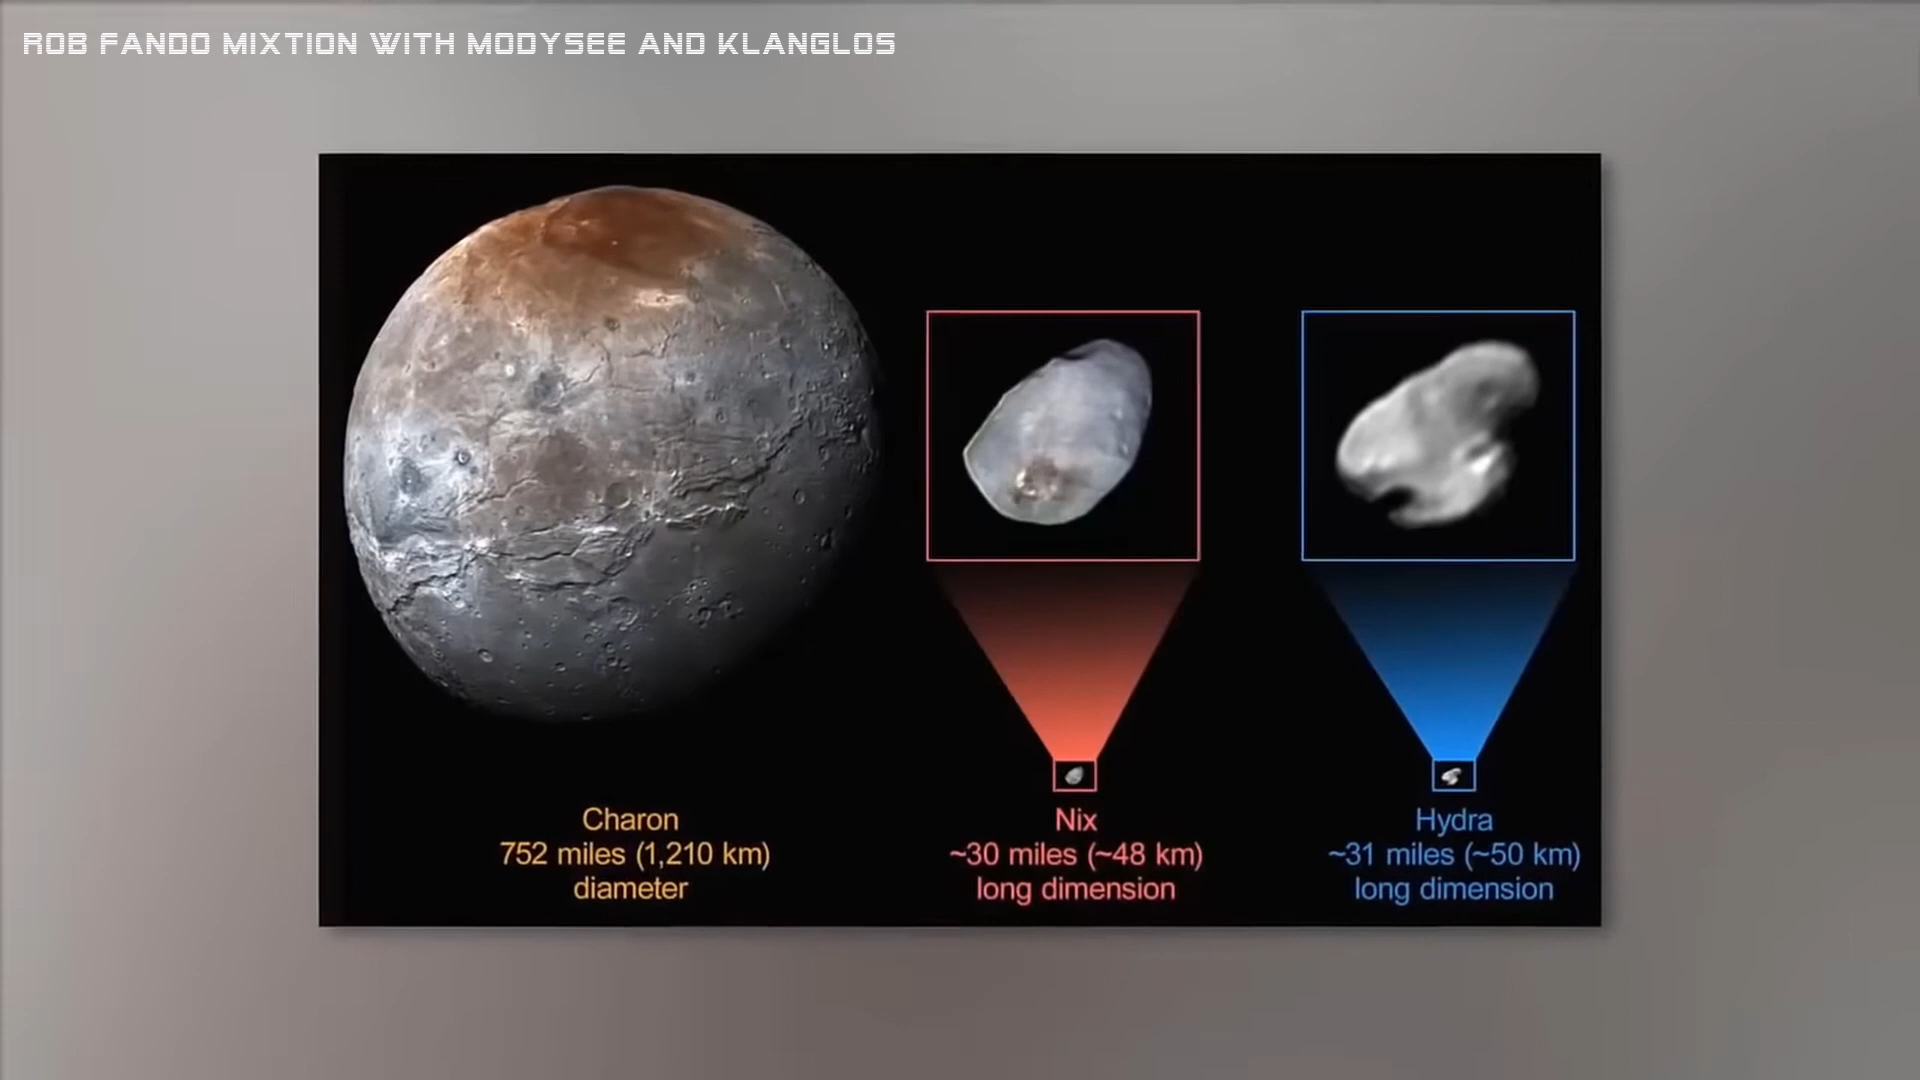 ROB FANDO MIXTION WITH MODYSEE AND KLANGLOS
Charon
752 miles (1,210 km)
diameter
Nix
~30 miles (~48 km)
long dimension
Hydra
~31 miles (~50 km)
long dimension